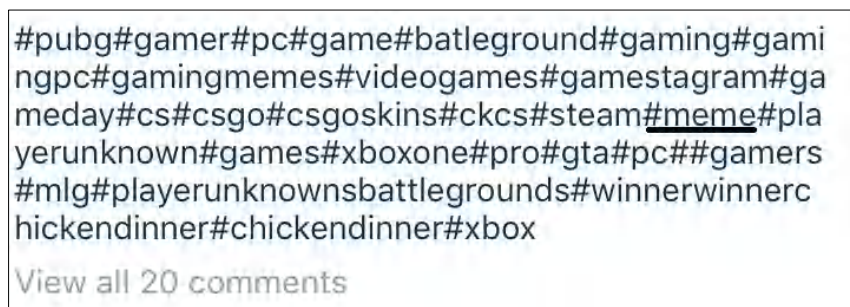 #pubg#gamer#pc#game#batleground#gaming#gami
ngpc#gamingmemes#videogames#gamestagram#ga
meday#cs#csgo#csgoskins#ckcs#steam#meme#pla
yerunknown#games#xboxone#pro#gta#pc##gamers
#mlg#playerunknownsbattlegrounds#winnerwinnerc
hickendinner#chickendinner#xbox
View all 20 comments